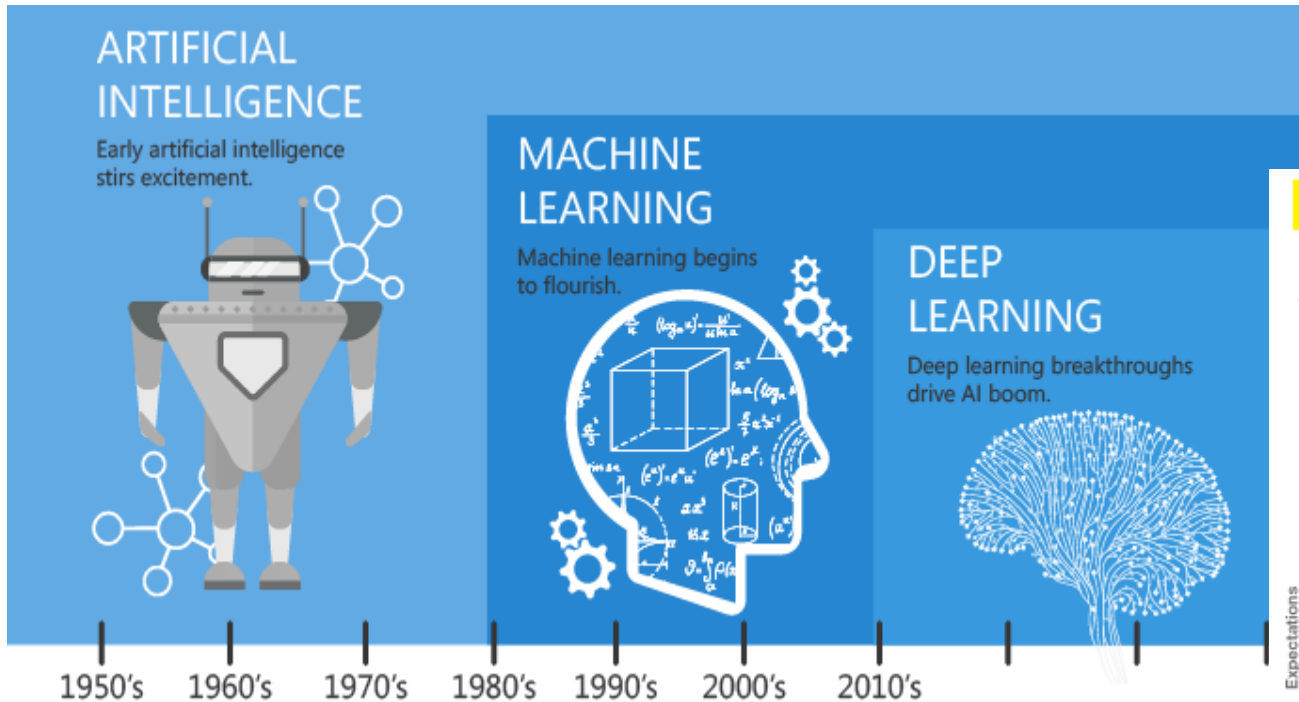 ARTIFICIAL
INTELLIGENCE
Early artificial intelligence
stirs excitement.
MACHINE
LEARNING
Machine learning begins
to flourish.
DEEP
LEARNING
Deep learning breakthroughs
drive AI boom.
1950's 1960's 1970's 1980's 1990's 2000's 2010's
Expectations